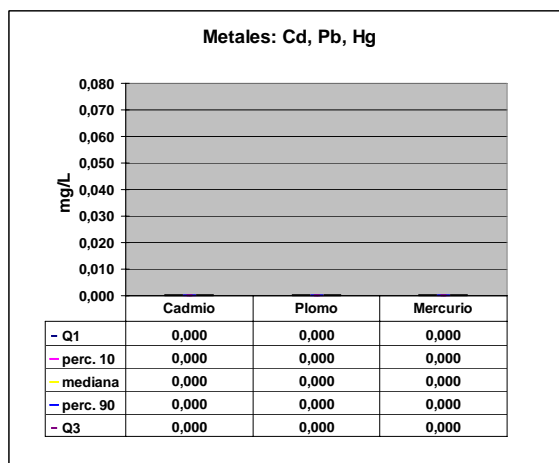 Metales: Cd, Pb, Hg
0,080
0,070
0,060
0,050
0,040
0,030
0,020
0,010
0,000
mg/L
Cadmio Plomo Mercurio
Q1 0,000 0,000 0,000
perc. 10 0,000 0,000 0,000
mediana 0,000 0,000 0,000
perc. 90 0,000 0,000 0,000
Q3 0,000 0,000 0,000